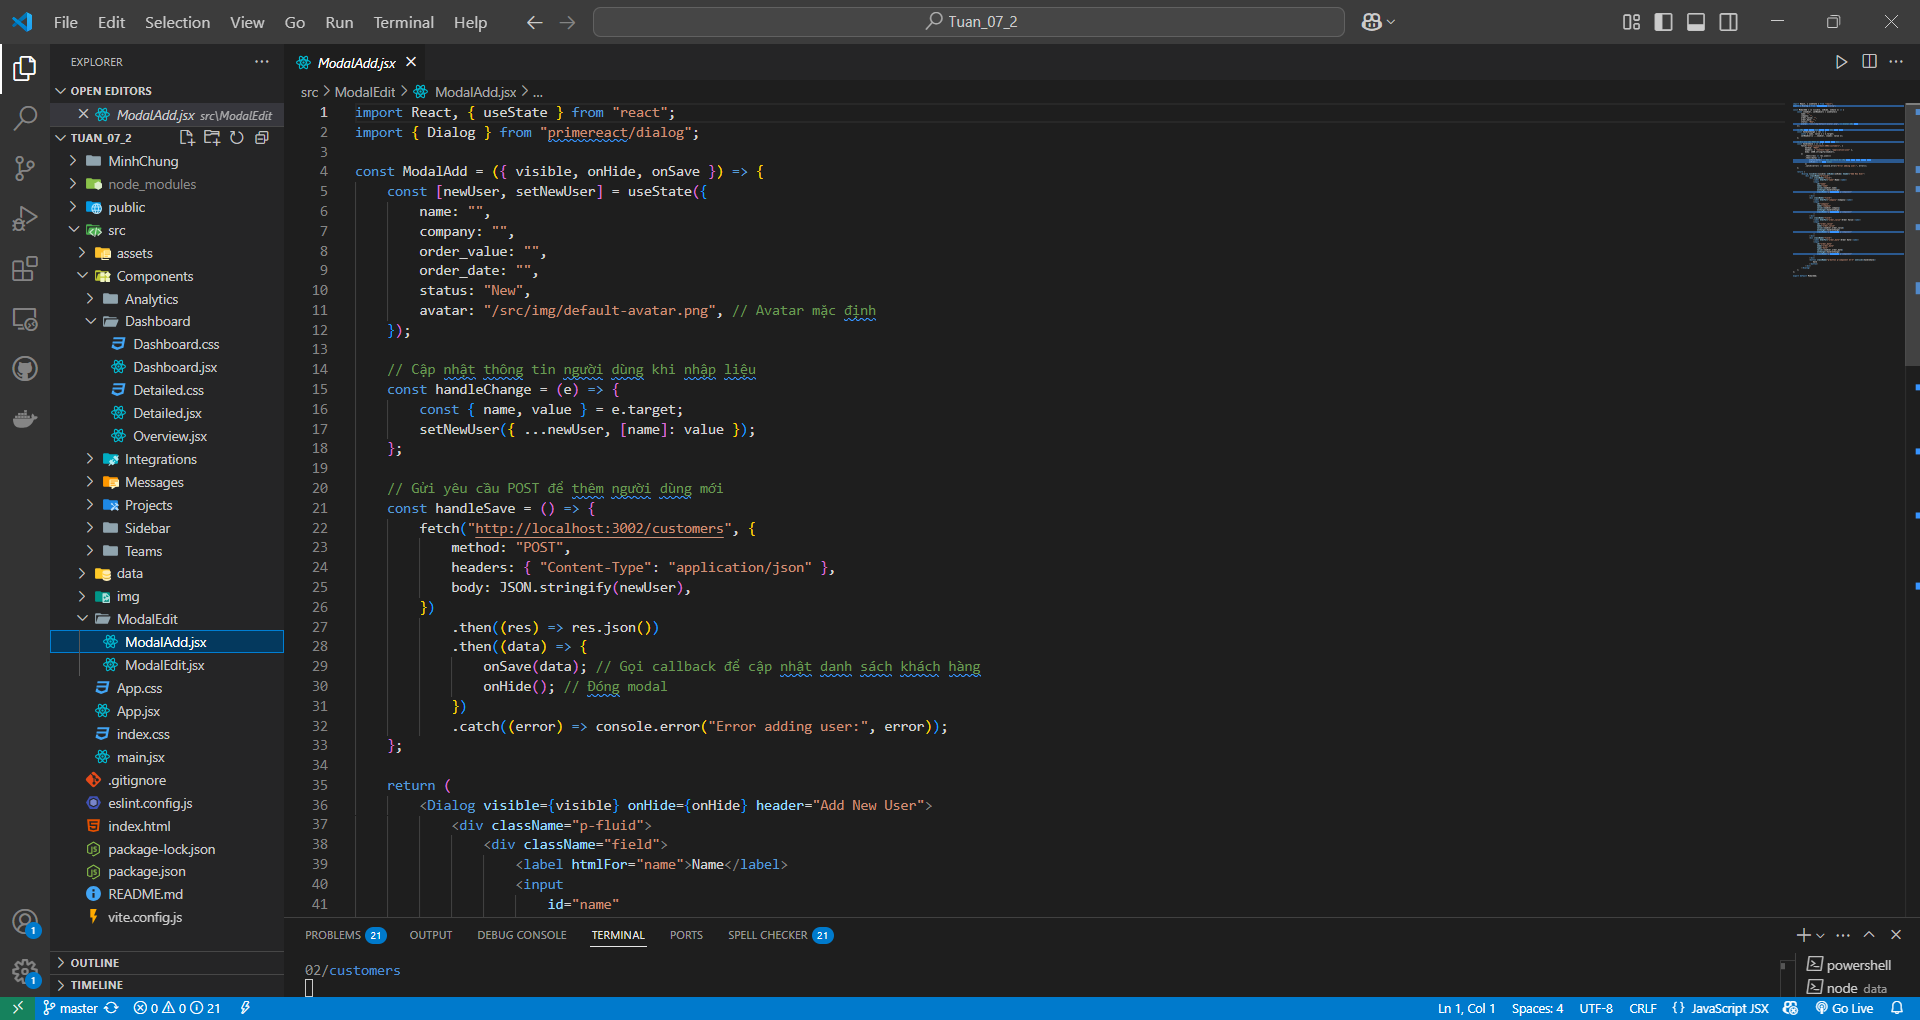 File Edit Selection View Go Run Terminal Help
Tuan_07_2
EXPLORER
OPEN EDITORS
ModalAdd.jsx src\ModalEdit
TUAN_07_2
MinhChung
node_modules
public
src
assets
Components
Analytics
Dashboard
Dashboard.css
Dashboard.jsx
Detailed.css
Detailed.jsx
Overview.jsx
Integrations
Messages
Projects
Sidebar
Teams
data
img
ModalEdit
ModalAdd.jsx
ModalEdit.jsx
App.css
App.jsx
index.css
main.jsx
.gitignore
eslint.config.js
index.html
package-lock.json
package.json
README.md
vite.config.js
OUTLINE
TIMELINE
1
1
ModalAdd.jsx
src > ModalEdit > ModalAdd.jsx > ...
1 import React, { useState } from "react";
2 import { Dialog } from "primereact/dialog";
3
4 const ModalAdd = ({ visible, onHide, onSave }) => {
5 const [newUser, setNewUser] = useState({
6 name: "",
7 company: "",
8 order_value: "",
9 order_date: "",
10 status: "New",
11 avatar: "/src/img/default-avatar.png", // Avatar mặc định
12 });
13
14 // Cập nhật thông tin người dùng khi nhập liệu
15 const handleChange = (e) => {
16 const { name, value } = e.target;
17 setNewUser({ ...newUser, [name]: value });
18 };
19
20 // Gửi yêu cầu POST để thêm người dùng mới
21 const handleSave = () => {
22 fetch("http://localhost:3002/customers", {
23 method: "POST",
24 headers: { "Content-Type": "application/json" },
25 body: JSON.stringify(newUser),
26 })
27 .then((res) => res.json())
28 .then((data) => {
29 onSave(data); // Gọi callback để cập nhật danh sách khách hàng
30 onHide(); // Đóng modal
31 })
32 .catch((error) => console.error("Error adding user:", error));
33 };
34
35 return (
36 <Dialog visible={visible} onHide={onHide} header="Add New User">
37 <div className="p-fluid">
38 <div className="field">
39 <label htmlFor="name">Name</label>
40 <input
41 id="name"
PROBLEMS 21 OUTPUT DEBUG CONSOLE TERMINAL PORTS SPELL CHECKER 21
02/customers
powershell
node data
master 0 0 21 Ln 1, Col 1 Spaces: 4 UTF-8 CRLF {} JavaScript JSX Go Live